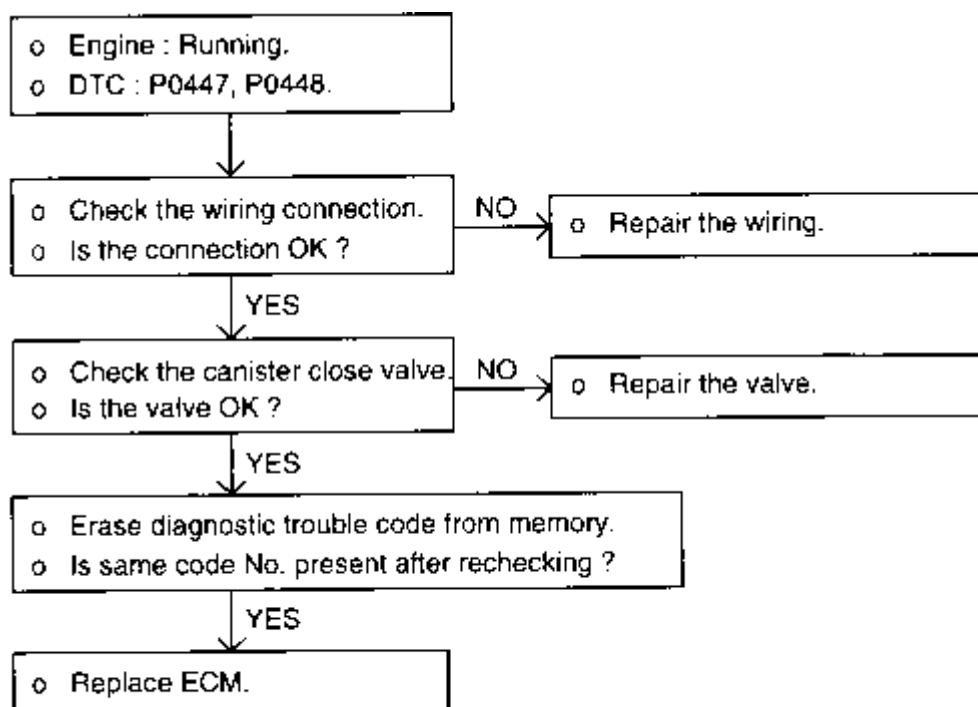 o Engine : Running.
o DTC : P0447, P0448.
o Check the wiring connection.
o Is the connection OK ?
NO
o Repair the wiring.
YES
o Check the canister close valve.
o Is the valve OK ?
NO
o Repair the valve.
YES
o Erase diagnostic trouble code from memory.
o Is same code No. present after rechecking ?
YES
o Replace ECM.